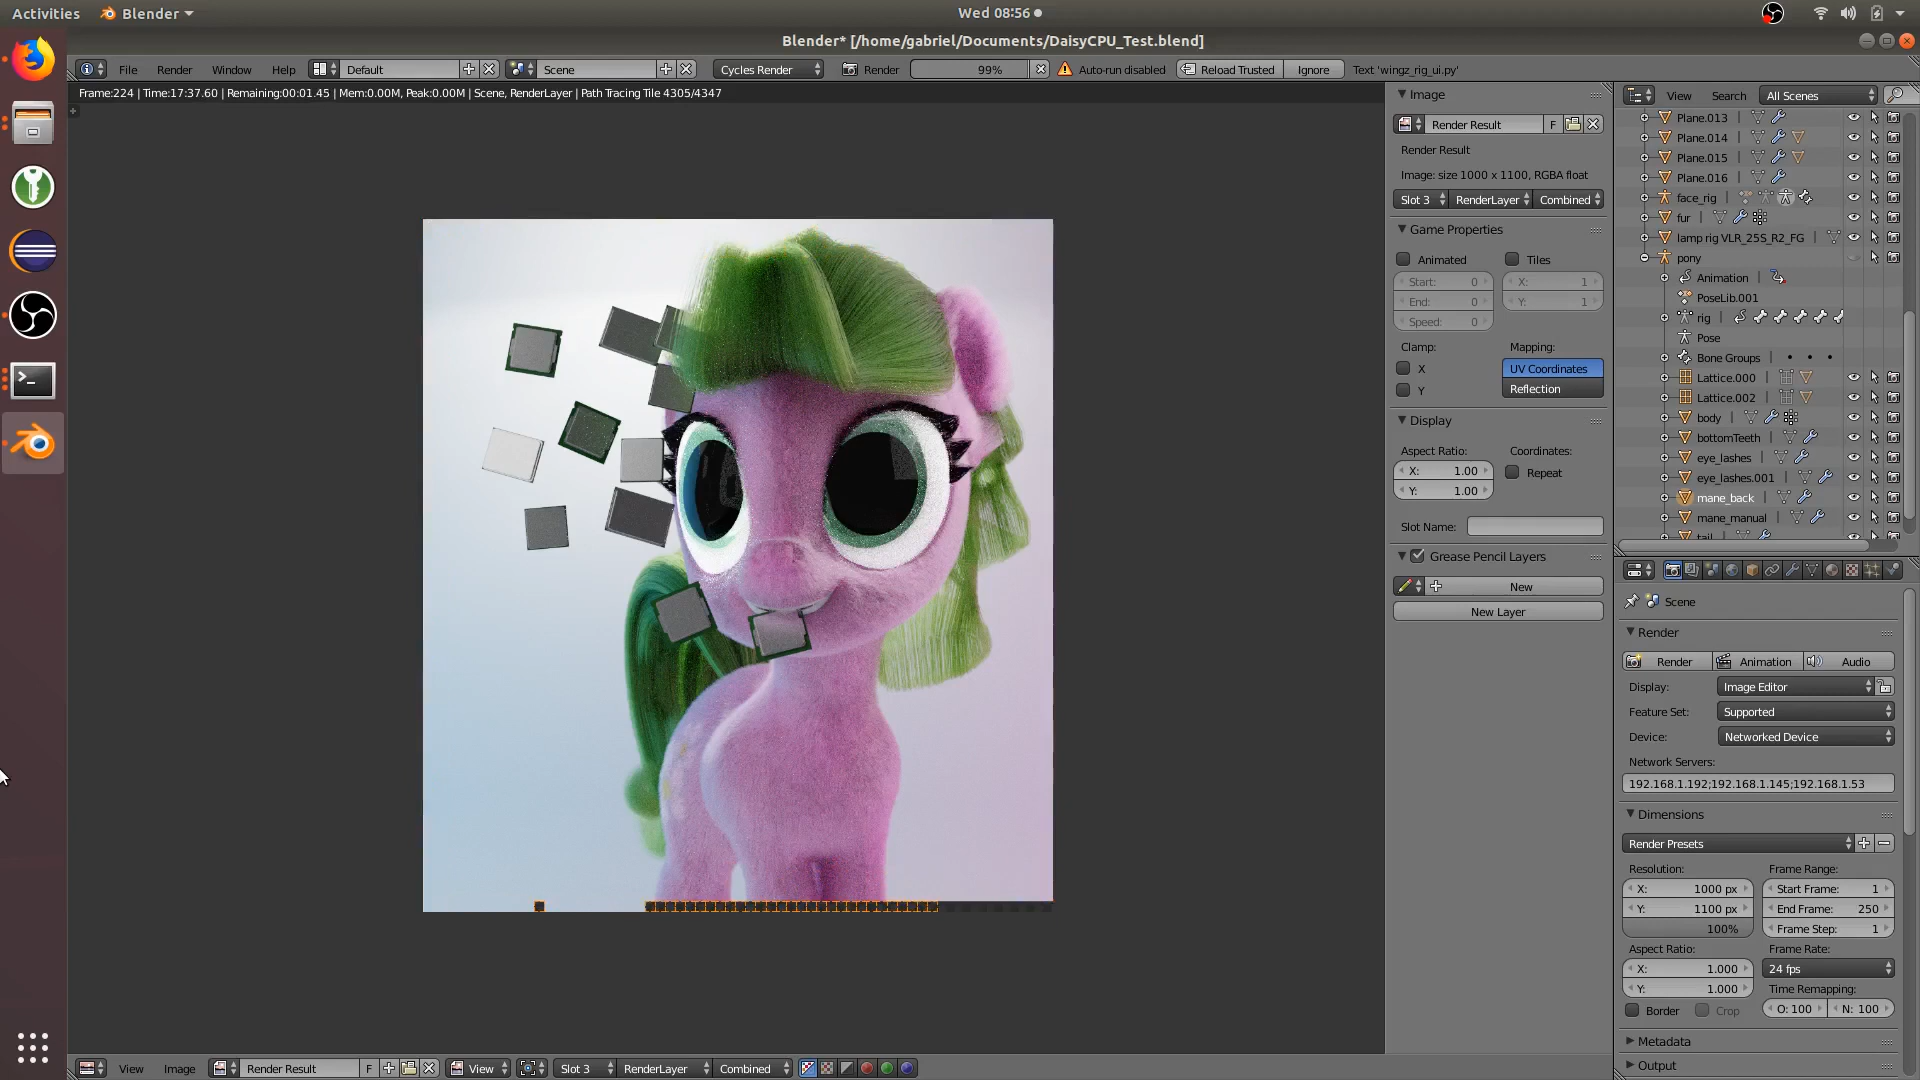 Activities Blender Wed 08:56
Blender* [/home/gabriel/Documents/DaisyCPU_Test.blend]
File Render Window Help Default Scene Cycles Render Render 99% Auto-run disabled Reload Trusted Ignore Text 'wingz_rig_ui.py'
Frame:224 | Time:17:37.60 | Remaining:00:01.45 | Mem:0.00M, Peak:0.00M | Scene, RenderLayer | Path Tracing Tile 4305/4347
Image
Render Result F
Render Result
Image: size 1000 x 1100, RGBA float
Slot 3 RenderLayer Combined
Game Properties
Animated Tiles
Start: 0 X: 1
End: 0 Y: 1
Speed: 0
Clamp: Mapping:
X UV Coordinates
Y Reflection
Display
Aspect Ratio: Coordinates:
X: 1.00 Repeat
Y: 1.00
Slot Name:
Grease Pencil Layers
New
New Layer
View Search All Scenes
Plane.013
Plane.014
Plane.015
Plane.016
face_rig
fur
lamp rig VLR_25S_R2_FG
pony
Animation
PoseLib.001
rig
Pose
Bone Groups
Lattice.000
Lattice.002
body
bottomTeeth
eye_lashes
eye_lashes.001
mane_back
mane_manual
tail
Scene
Render
Render Animation Audio
Display: Image Editor
Feature Set: Supported
Device: Networked Device
Network Servers:
192.168.1.192;192.168.1.145;192.168.1.53
Dimensions
Render Presets
Resolution: Frame Range:
X: 1000 px Start Frame: 1
Y: 1100 px End Frame: 250
100% Frame Step: 1
Aspect Ratio: Frame Rate:
X: 1.000 24 fps
Y: 1.000 Time Remapping:
Border Crop O: 100 N: 100
Metadata
Output
View Image Render Result F View Slot 3 RenderLayer Combined